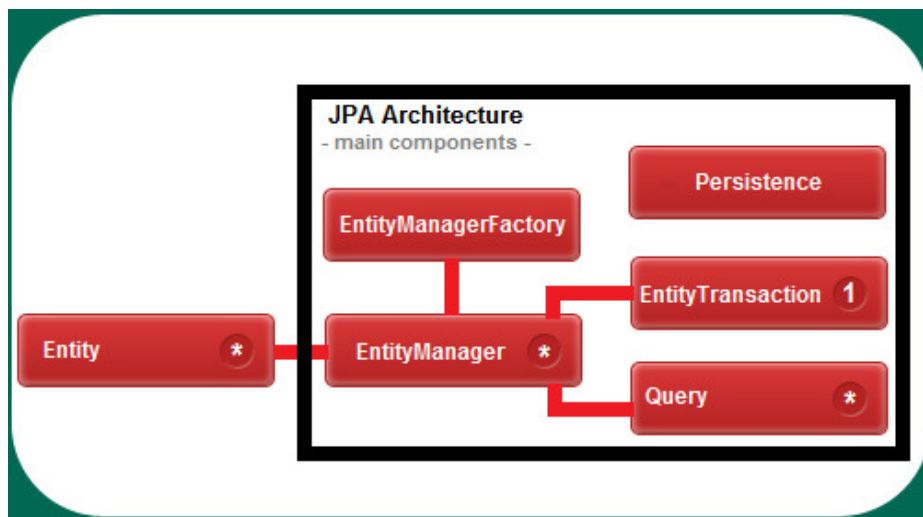 JPA Architecture
- main components -
Persistence
EntityManagerFactory
EntityTransaction 1
Entity *
EntityManager *
Query *